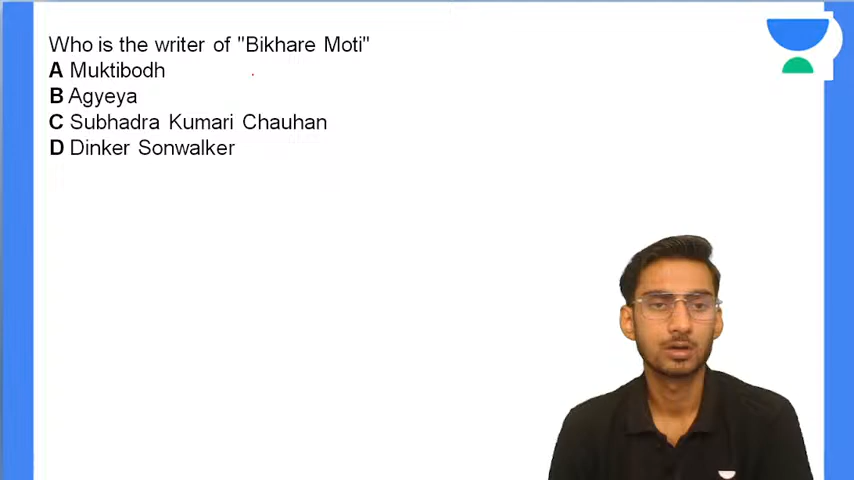 Who is the writer of "Bikhare Moti"
A Muktibodh
B Agyeya
C Subhadra Kumari Chauhan
D Dinker Sonwalker